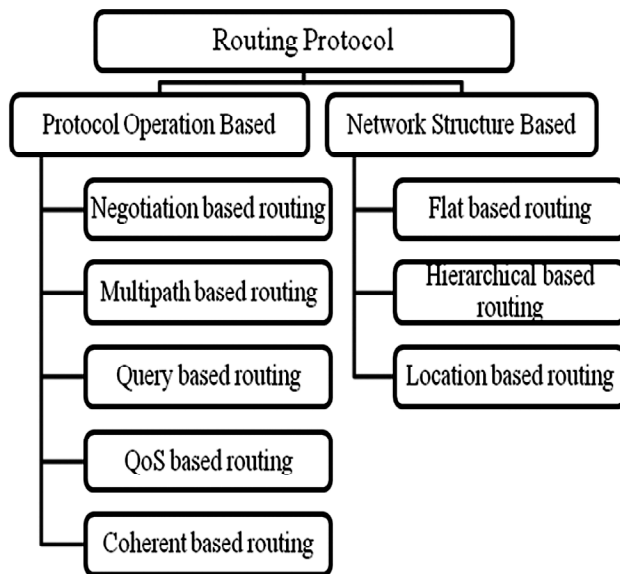 Routing Protocol
Protocol Operation Based
Network Structure Based
Negotiation based routing
Multipath based routing
Query based routing
QoS based routing
Coherent based routing
Flat based routing
Hierarchical based
routing
Location based routing